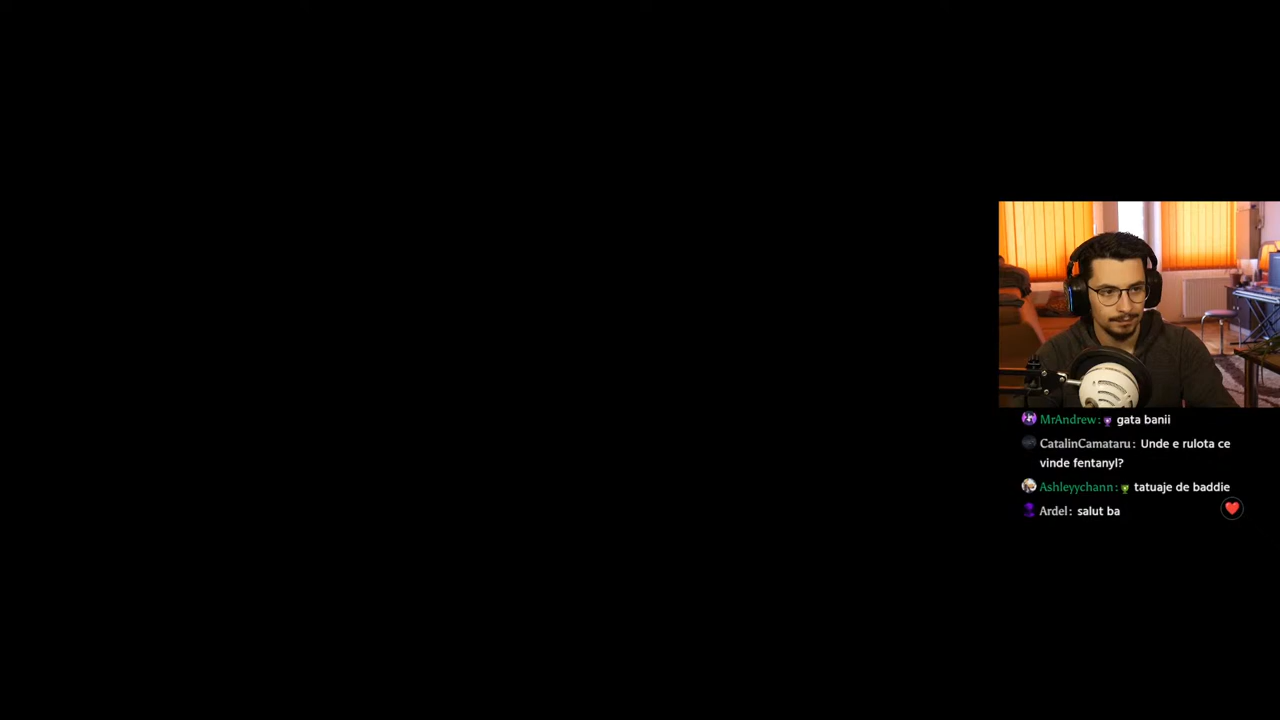 MrAndrew: gata banii
CatalinCamataru: Unde e rulota ce
vinde fentanyl?
Ashleyychann: tatuaje de baddie
Ardel: salut ba